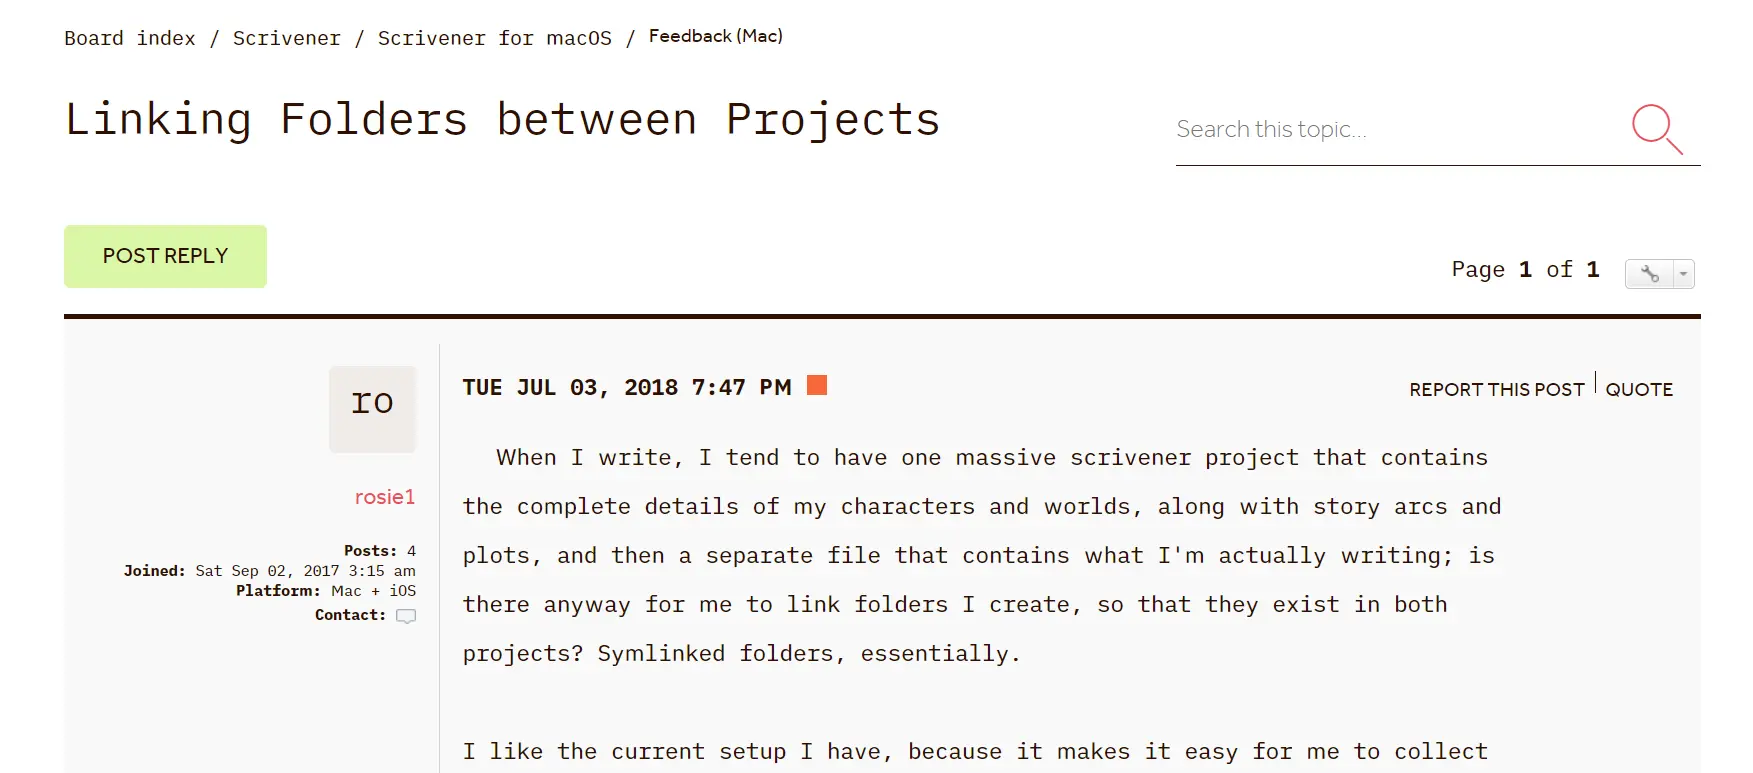 Board index / Scrivener / Scrivener for macOS / Feedback (Mac)
Linking Folders between Projects
Search this topic...
POST REPLY
Page 1 of 1
ro
rosie1
Posts: 4
Joined: Sat Sep 02, 2017 3:15 am
Platform: Mac + iOS
Contact:
TUE JUL 03, 2018 7:47 PM
REPORT THIS POST
QUOTE
When I write, I tend to have one massive scrivener project that contains
the complete details of my characters and worlds, along with story arcs and
plots, and then a separate file that contains what I'm actually writing; is
there anyway for me to link folders I create, so that they exist in both
projects? Symlinked folders, essentially.
I like the current setup I have, because it makes it easy for me to collect